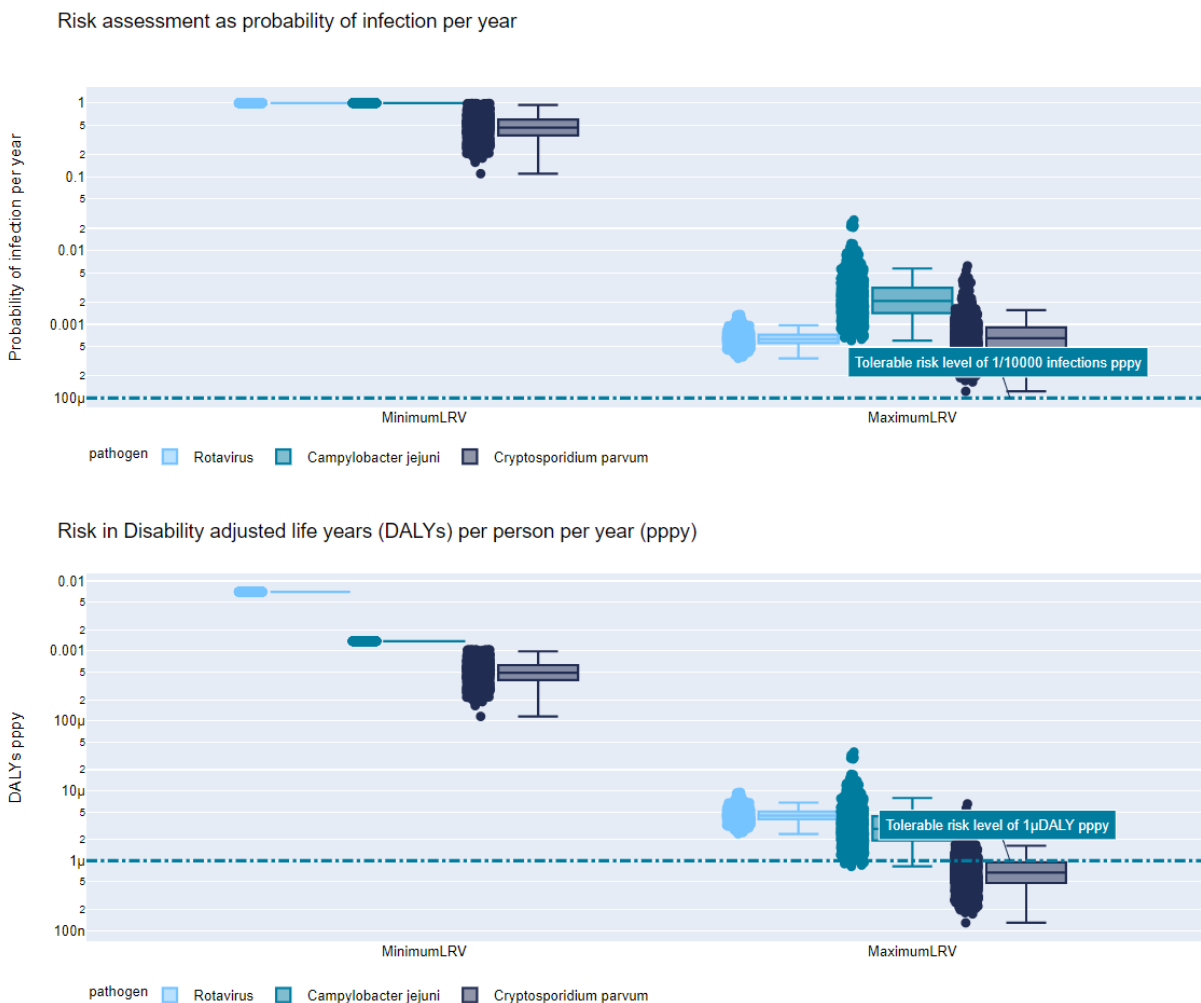 Risk assessment as probability of infection per year
Probability of infection per year
1
5
2
0.1
5
2
0.01
5
2
0.001
5
2
100μ
Tolerable risk level of 1/10000 infections pppy
MinimumLRV MaximumLRV
pathogen Rotavirus Campylobacter jejuni Cryptosporidium parvum
Risk in Disability adjusted life years (DALYs) per person per year (pppy)
DALYs pppy
0.01
5
2
0.001
5
2
100μ
5
2
10μ
5
2
1μ
5
2
100n
Tolerable risk level of 1μDALY pppy
MinimumLRV MaximumLRV
pathogen Rotavirus Campylobacter jejuni Cryptosporidium parvum